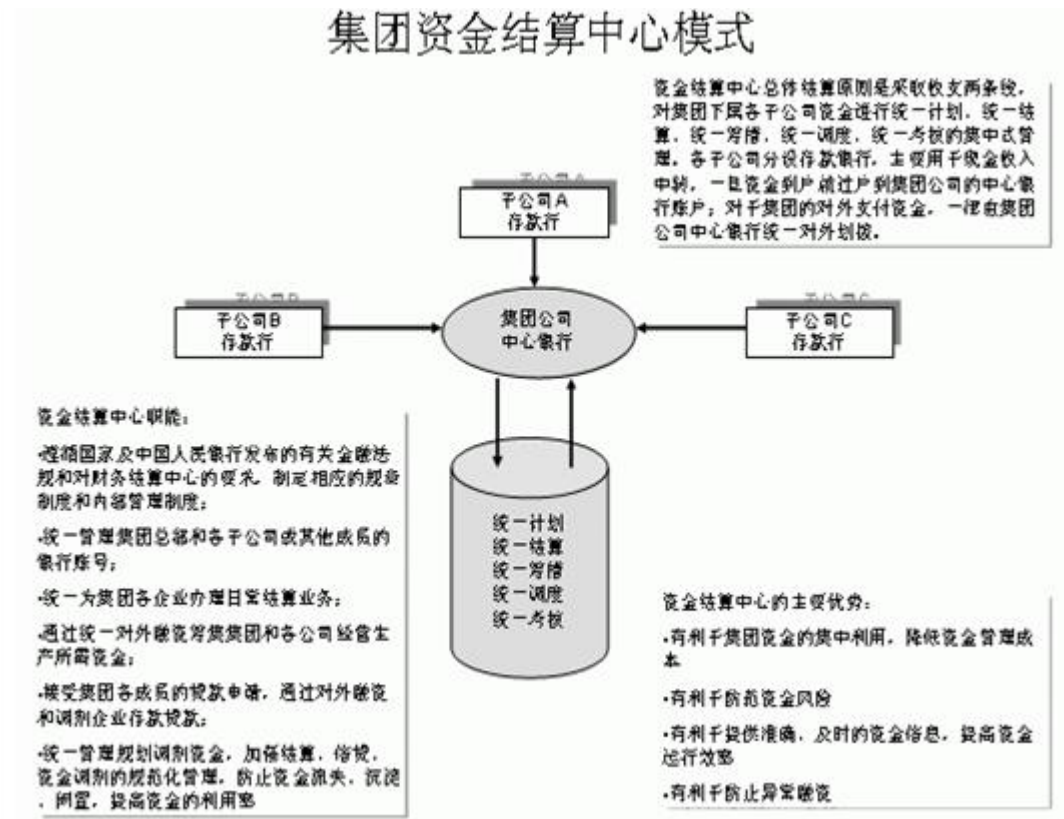 集团资金结算中心模式
资金结算中心总体结算原则是采取收支两条线,
对集团下属各子公司资金进行统一计划、统一结
算、统一筹措、统一调度、统一考核的集中式管
理。各子公司分设存款银行,主要用于现金收入
中转,一旦资金到户就过户到集团公司的中心银
行账户;对于集团的对外支付资金,一律由集团
公司中心银行统一对外划拨。
子公司A
子公司A
存款行
子公司B
子公司B
存款行
集团公司
中心银行
子公司C
子公司C
存款行
资金结算中心职能:
•遵循国家及中国人民银行发布的有关金融法
规和对财务结算中心的要求,制定相应的规章
制度和内部管理制度;
•统一管理集团总部和各子公司或其他成员的
银行账号;
•统一为集团各企业办理日常结算业务;
•通过统一对外融资筹集集团和各公司经营生
产所需资金;
•接受集团各成员的贷款申请,通过对外融资
和调剂企业存款贷款;
•统一管理规划调剂资金,加强结算、信贷、
资金调剂的规范化管理,防止资金流失、沉淀
、闲置,提高资金的利用率
统一计划
统一结算
统一筹措
统一调度
统一考核
资金结算中心的主要优势:
•有利于集团资金的集中利用,降低资金管理成
本
•有利于防范资金风险
•有利于提供准确、及时的资金信息,提高资金
运行效率
•有利于防止异常融资